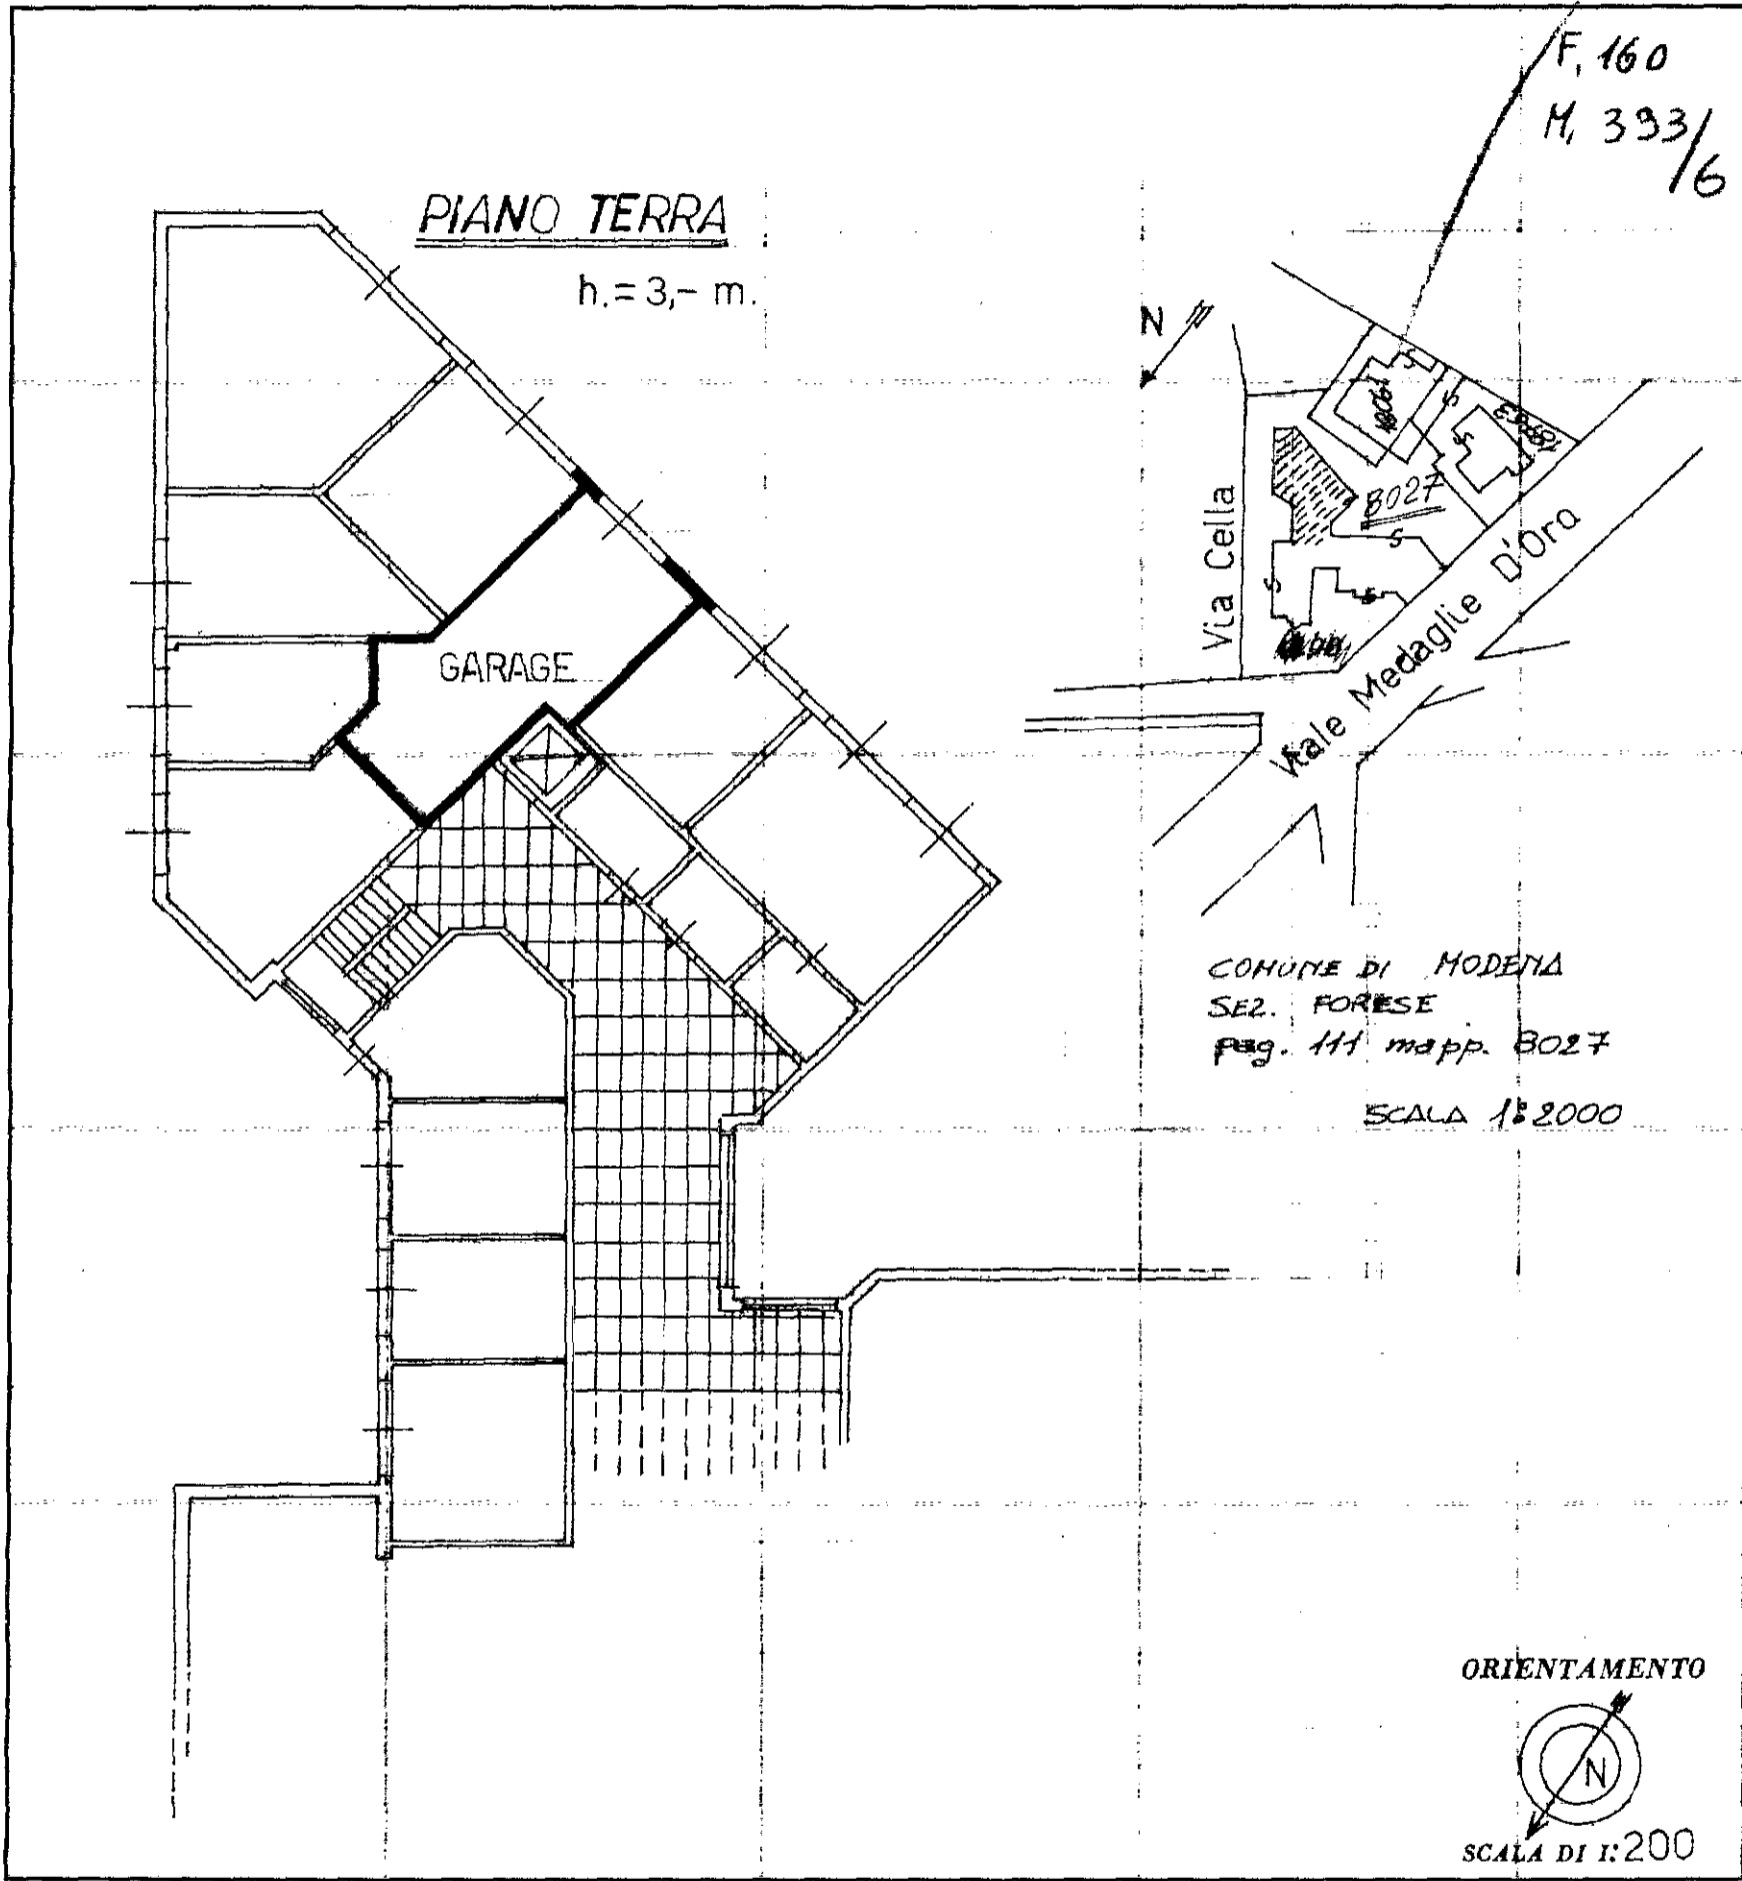 F. 160
M. 393/6
PIANO TERRA
h.= 3,- m.
N
S
S
S
B027
S
S
S
Via Cella
Viale Medaglie D'Oro
GARAGE
COMUNE DI MODENA
SEZ. FORESE
pag. 111 mapp. B027
SCALA 1:2000
ORIENTAMENTO
N
SCALA DI 1:200